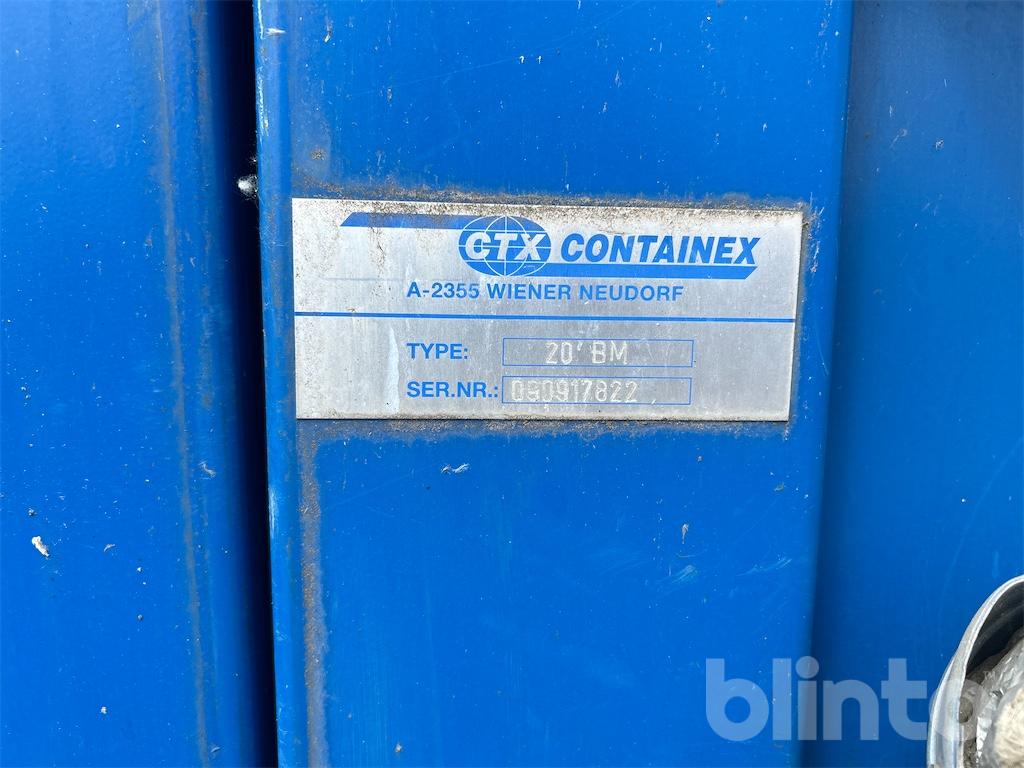 CTX CONTAINEX
A-2355 WIENER NEUDORF
TYPE: 20' BM
SER.NR.: 090917822
blinto